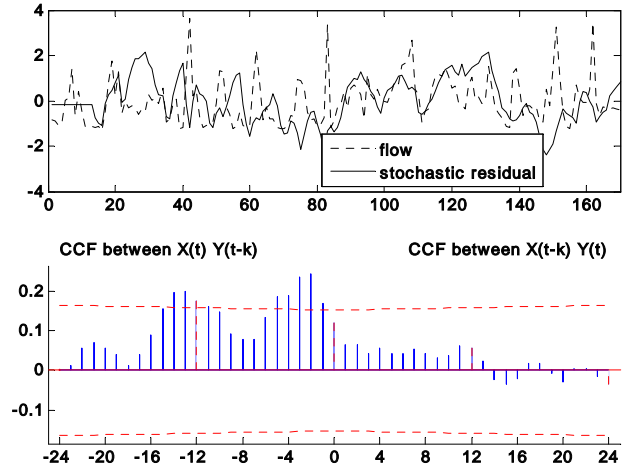 4
2
0
-2
-4
0 20 40 60 80 100 120 140 160
flow
stochastic residual
CCF between X(t) Y(t-k) CCF between X(t-k) Y(t)
0.2
0.1
0
-0.1
-24 -20 -16 -12 -8 -4 0 4 8 12 16 20 24